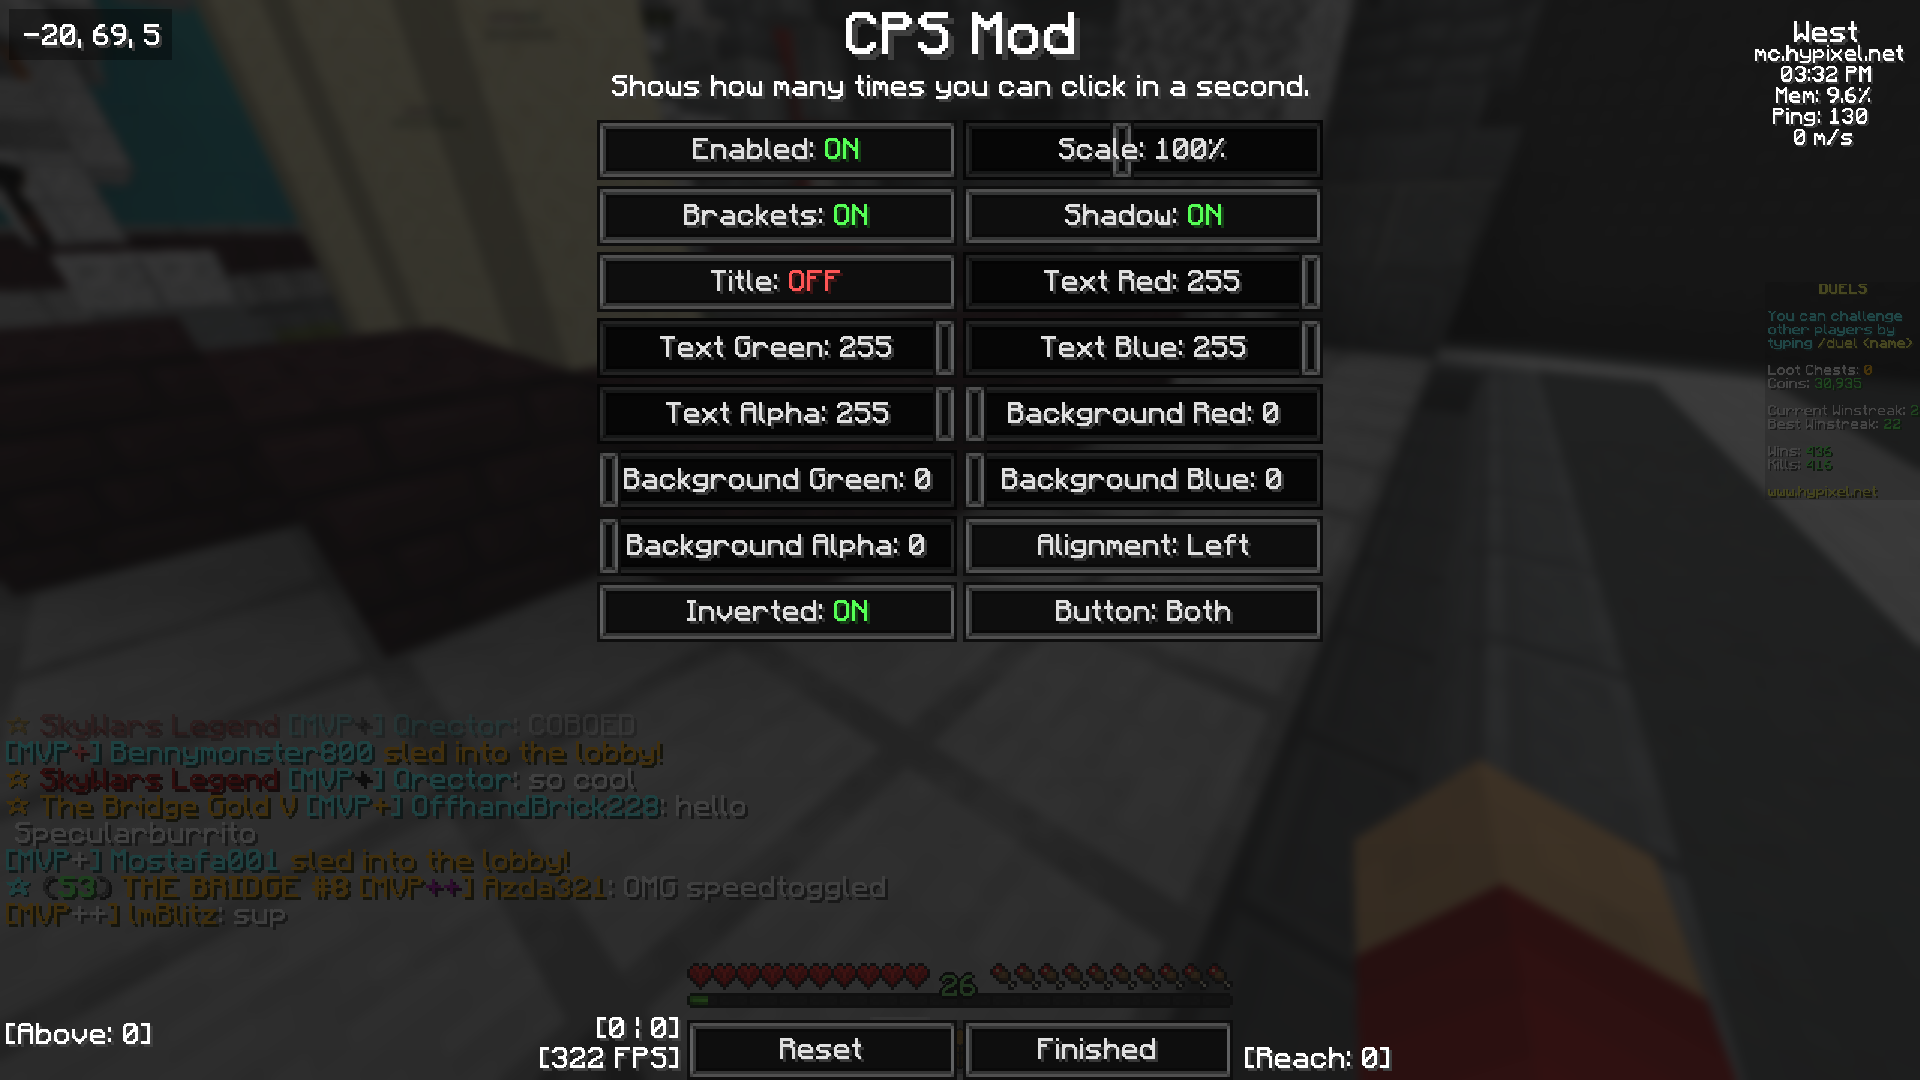 -20, 69, 5
CPS Mod
Shows how many times you can click in a second.
West
mc.hypixel.net
03:32 PM
Mem: 9.6%
Ping: 130
0 m/s
Enabled: ON
Scale: 100%
Brackets: ON
Shadow: ON
Title: OFF
Text Red: 255
Text Green: 255
Text Blue: 255
Text Alpha: 255
Background Red: 0
Background Green: 0
Background Blue: 0
Background Alpha: 0
Alignment: Left
Inverted: ON
Button: Both
DUELS
You can challenge
other players by
typing /duel <name>
Loot Chests: 0
Coins: 30,935
Current Winstreak: 2
Best Winstreak: 22
Wins: 436
Kills: 416
www.hypixel.net
☆ SkyWars Legend [MVP+] Qrector: COBOED
[MVP+] Bennymonster800 sled into the lobby!
☆ SkyWars Legend [MVP+] Qrector: so cool
☆ The Bridge Gold V [MVP+] OffhandBrick228: hello
Specularburrito
[MVP+] Mostafa001 sled into the lobby!
☆ (53) THE BRIDGE #8 [MVP++] Azda321: OMG speedtoggled
[MVP++] lmBlitz: sup
26
[Above: 0]
[0 ¦ 0]
[322 FPS]
Reset
Finished
[Reach: 0]